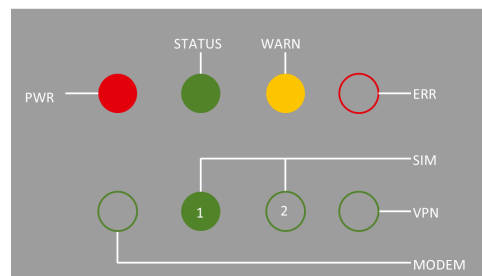 STATUS WARN
PWR ERR
SIM
1 2 VPN
MODEM